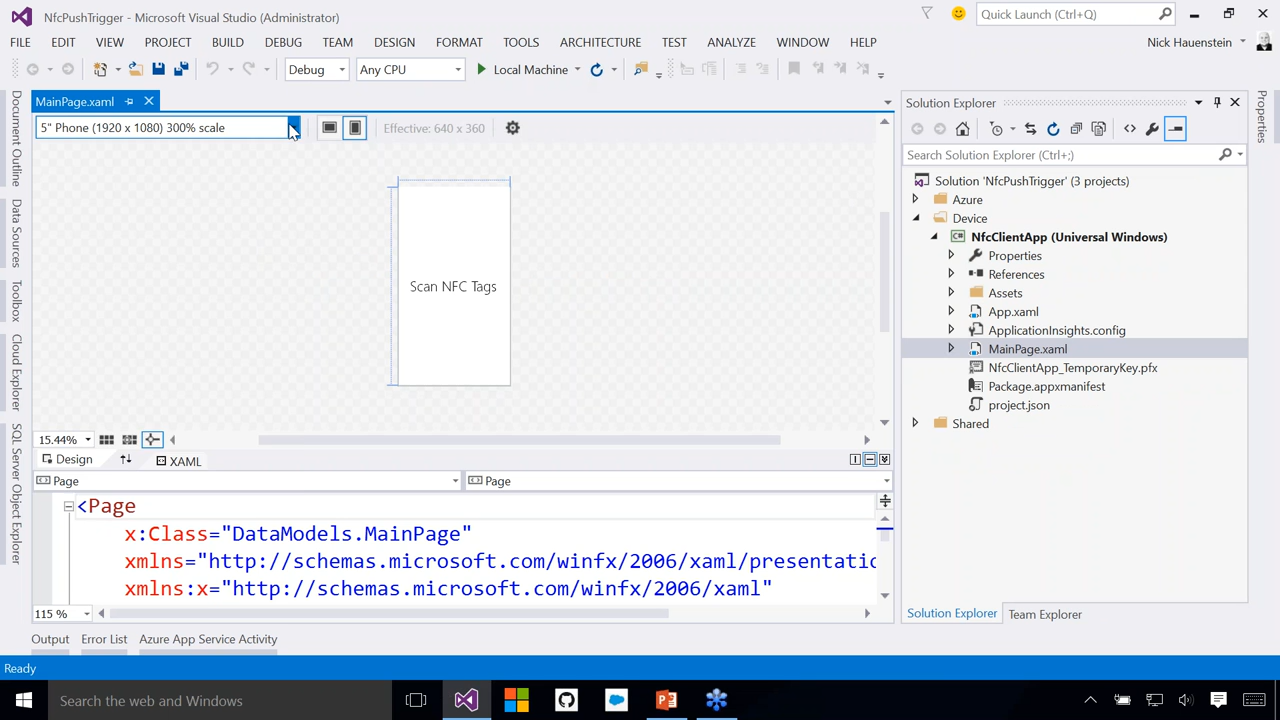 NfcPushTrigger - Microsoft Visual Studio (Administrator)
Quick Launch (Ctrl+Q)
FILE EDIT VIEW PROJECT BUILD DEBUG TEAM DESIGN FORMAT TOOLS ARCHITECTURE TEST ANALYZE WINDOW HELP
Nick Hauenstein
Debug Any CPU Local Machine
MainPage.xaml
5" Phone (1920 x 1080) 300% scale
Effective: 640 x 360
Scan NFC Tags
15.44%
Design XAML
Page Page
<Page
x:Class="DataModels.MainPage"
xmlns="http://schemas.microsoft.com/winfx/2006/xaml/presentatio
xmlns:x="http://schemas.microsoft.com/winfx/2006/xaml"
115 %
Document Outline
Data Sources
Toolbox
Cloud Explorer
SQL Server Object Explorer
Solution Explorer
Search Solution Explorer (Ctrl+;)
Solution 'NfcPushTrigger' (3 projects)
Azure
Device
C# NfcClientApp (Universal Windows)
Properties
References
Assets
App.xaml
ApplicationInsights.config
MainPage.xaml
NfcClientApp_TemporaryKey.pfx
Package.appxmanifest
project.json
Shared
Solution Explorer Team Explorer
Properties
Output Error List Azure App Service Activity
Ready
Search the web and Windows